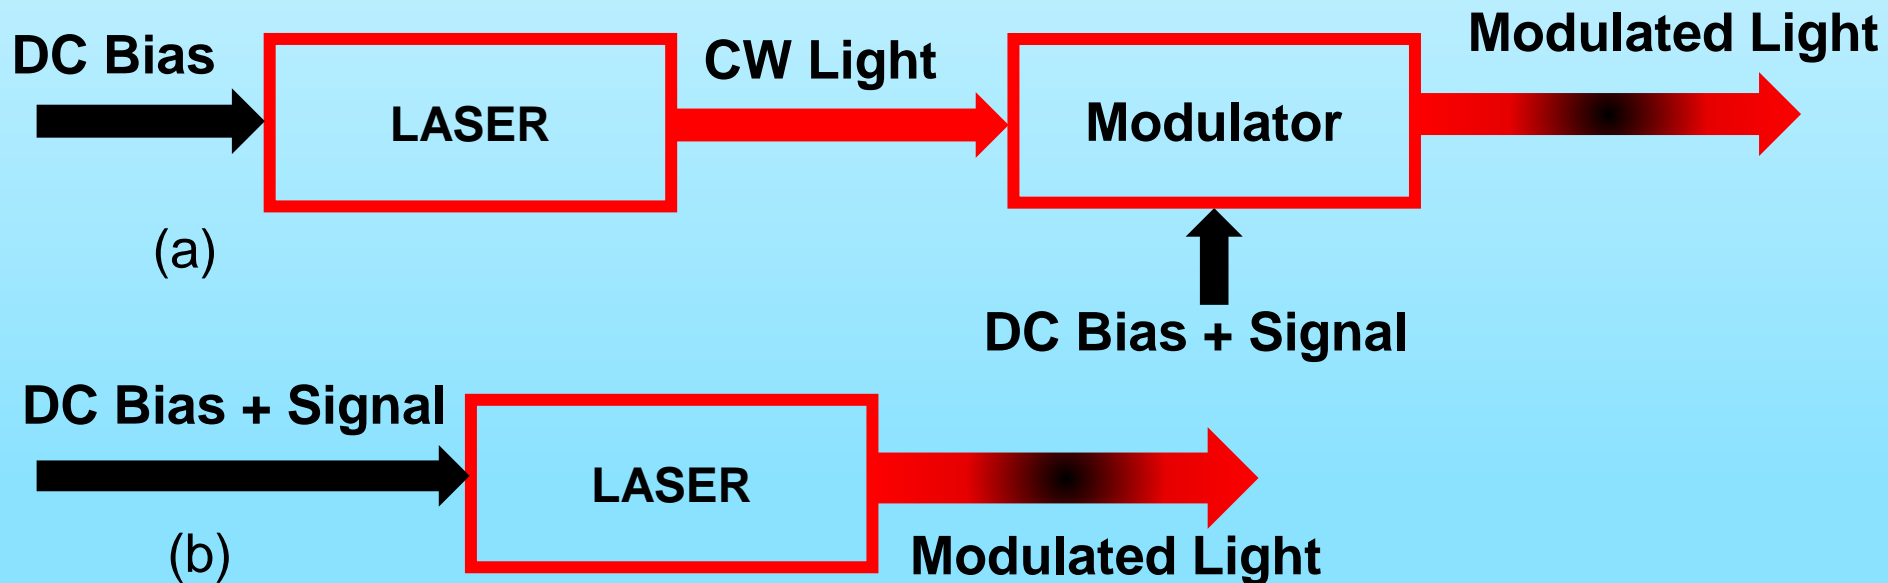 DC Bias
LASER
CW Light
Modulator
Modulated Light
DC Bias + Signal
(a)
DC Bias + Signal
LASER
Modulated Light
(b)